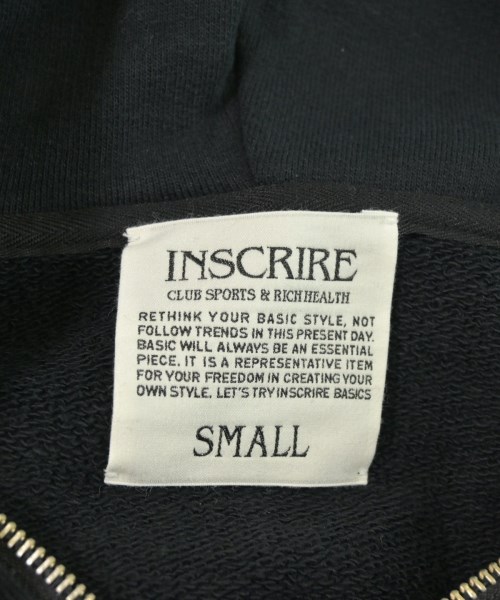 INSCRIRE
CLUB SPORTS & RICH HEALTH
RETHINK YOUR BASIC STYLE, NOT
FOLLOW TRENDS IN THIS PRESENT DAY.
BASIC WILL ALWAYS BE AN ESSENTIAL
PIECE. IT IS A REPRESENTATIVE ITEM
FOR YOUR FREEDOM IN CREATING YOUR
OWN STYLE. LET'S TRY INSCRIRE BASICS
SMALL